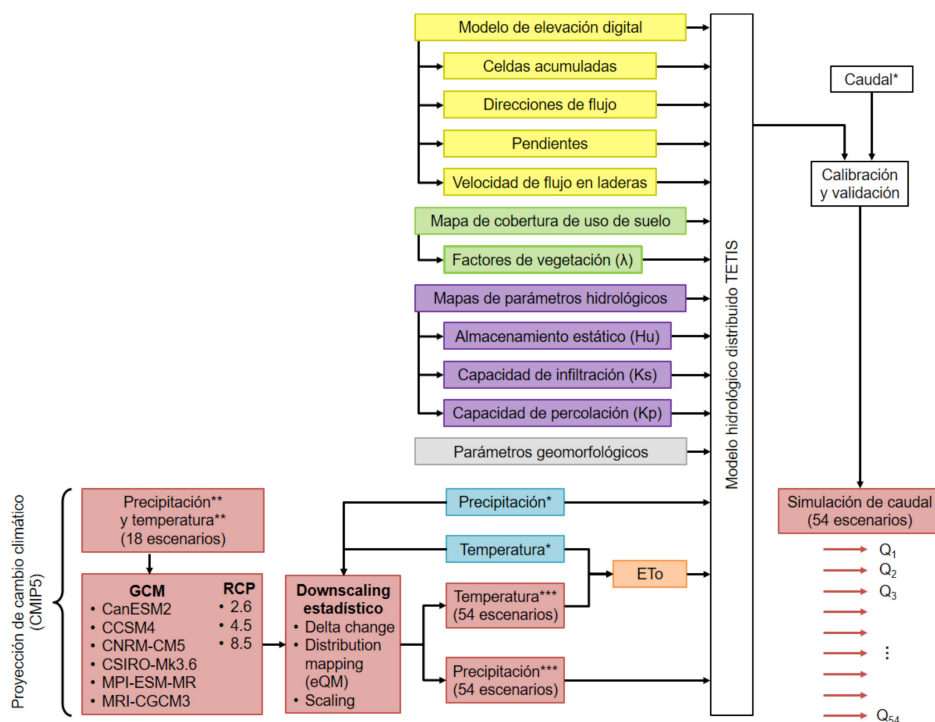 Modelo de elevación digital
Celdas acumuladas
Direcciones de flujo
Pendientes
Velocidad de flujo en laderas
Mapa de cobertura de uso de suelo
Factores de vegetación (λ)
Mapas de parámetros hidrológicos
Almacenamiento estático (Hu)
Capacidad de infiltración (Ks)
Capacidad de percolación (Kp)
Parámetros geomorfológicos
Modelo hidrológico distribuido TETIS
Caudal*
Calibración
y validación
Proyección de cambio climático
(CMIP5)
Precipitación**
y temperatura**
(18 escenarios)
GCM
• CanESM2
• CCSM4
• CNRM-CM5
• CSIRO-Mk3.6
• MPI-ESM-MR
• MRI-CGCM3
RCP
• 2.6
• 4.5
• 8.5
Downscaling
estadístico
• Delta change
• Distribution
mapping
(eQM)
• Scaling
Precipitación*
Temperatura*
Temperatura***
(54 escenarios)
Precipitación***
(54 escenarios)
ETo
Simulación de caudal
(54 escenarios)
Q1
Q2
Q3
⋮
Q54